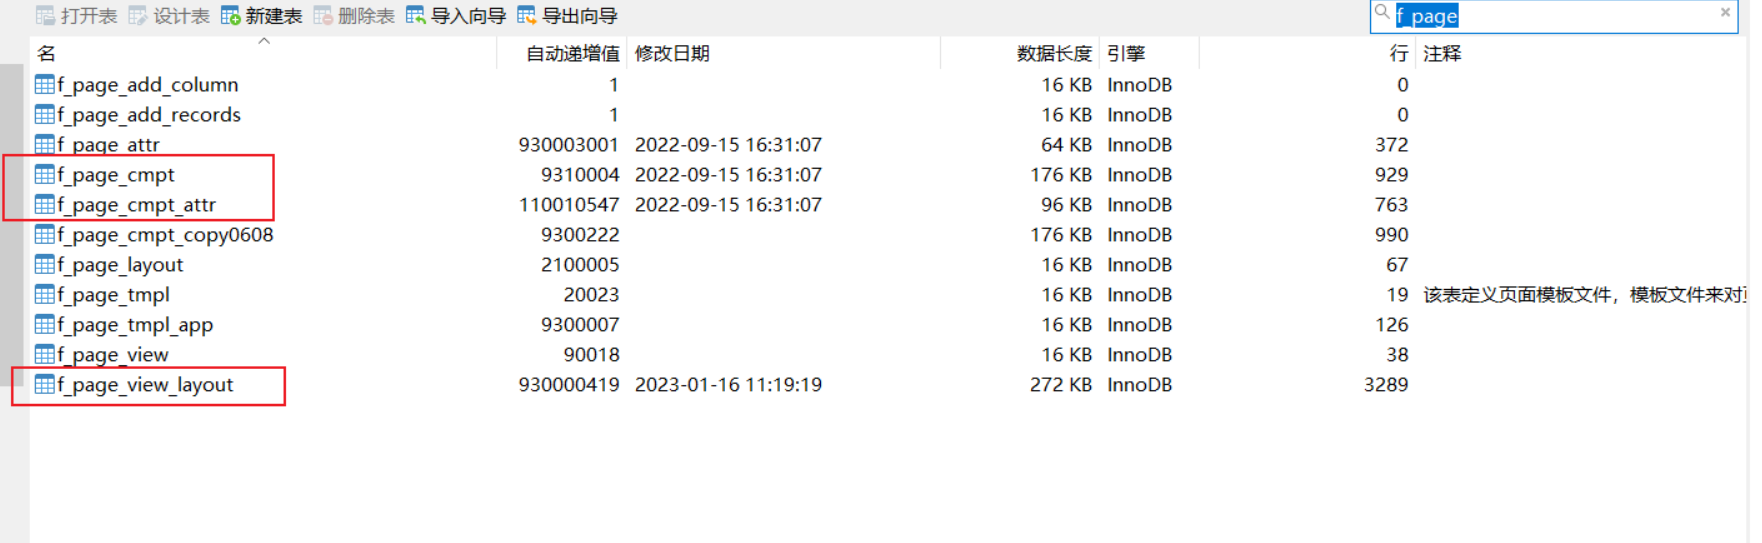 打开表 设计表 新建表 删除表 导入向导 导出向导 f_page
名 自动递增值 修改日期 数据长度 引擎 行 注释
f_page_add_column 1 16 KB InnoDB 0
f_page_add_records 1 16 KB InnoDB 0
f_page_attr 930003001 2022-09-15 16:31:07 64 KB InnoDB 372
f_page_cmpt 9310004 2022-09-15 16:31:07 176 KB InnoDB 929
f_page_cmpt_attr 110010547 2022-09-15 16:31:07 96 KB InnoDB 763
f_page_cmpt_copy0608 9300222 176 KB InnoDB 990
f_page_layout 2100005 16 KB InnoDB 67
f_page_tmpl 20023 16 KB InnoDB 19 该表定义页面模板文件，模板文件来对
f_page_tmpl_app 9300007 16 KB InnoDB 126
f_page_view 90018 16 KB InnoDB 38
f_page_view_layout 930000419 2023-01-16 11:19:19 272 KB InnoDB 3289